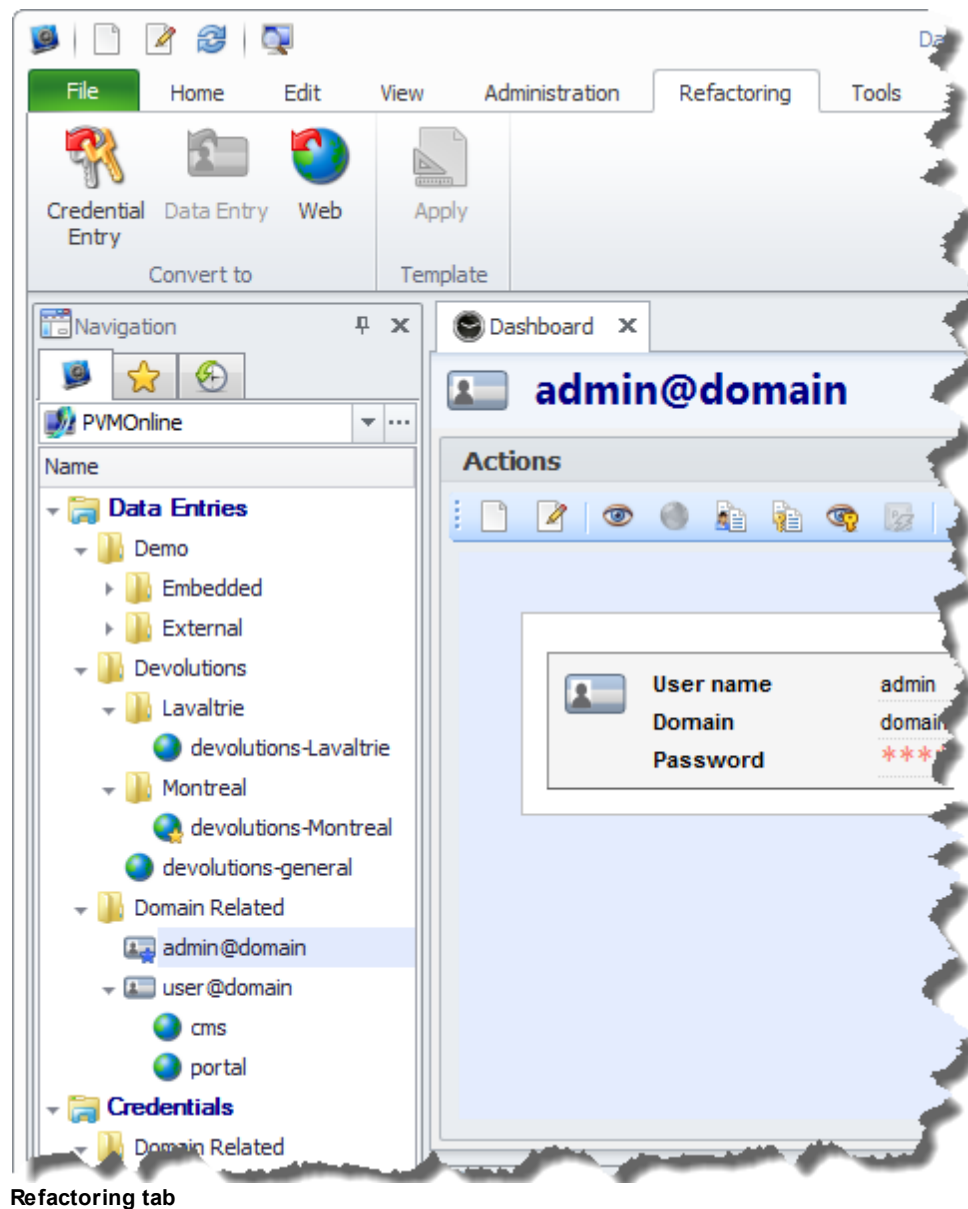 Da
File Home Edit View Administration Refactoring Tools
Credential Entry Data Entry Web Apply
Convert to Template
Navigation
Dashboard
PVMOnline
admin@domain
Name
Actions
Data Entries
Demo
Embedded
External
Devolutions
Lavaltrie
devolutions-Lavaltrie
Montreal
devolutions-Montreal
devolutions-general
Domain Related
admin@domain
user@domain
cms
portal
Credentials
Domain Related
User name admin
Domain domain
Password ****
Refactoring tab